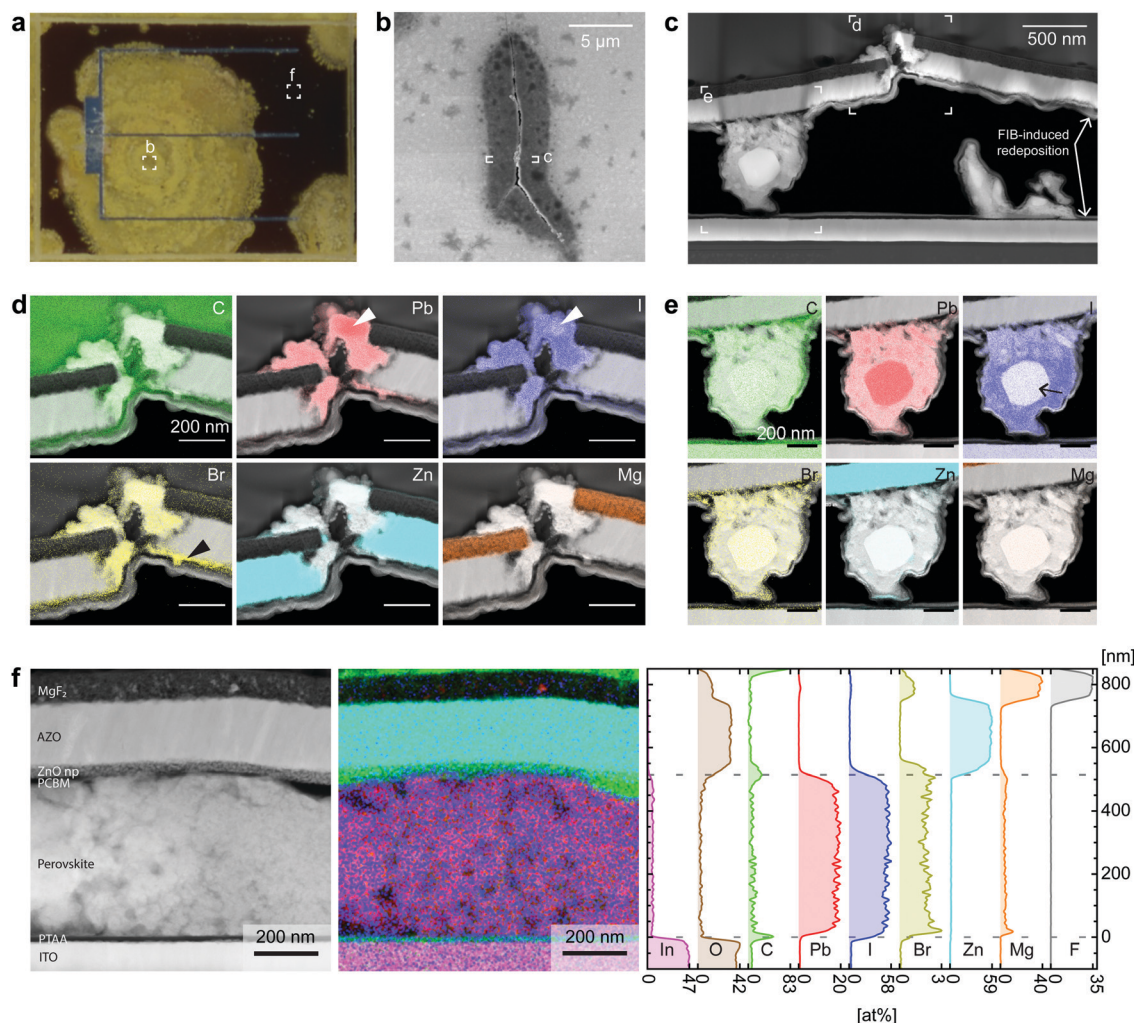 a
f
b
b
5 µm
c
c
d
500 nm
e
FIB-induced
redeposition
d
C
Pb
I
200 nm
Br
Zn
Mg
e
C
Pb
I
200 nm
Br
Zn
Mg
f
MgF₂
AZO
ZnO np
PCBM
Perovskite
PTAA
ITO
200 nm
200 nm
[nm]
800
600
400
200
0
In
O
C
Pb
I
Br
Zn
Mg
F
0
47
0
42
0
83
0
20
0
58
0
3
0
59
0
40
0
35
[at%]